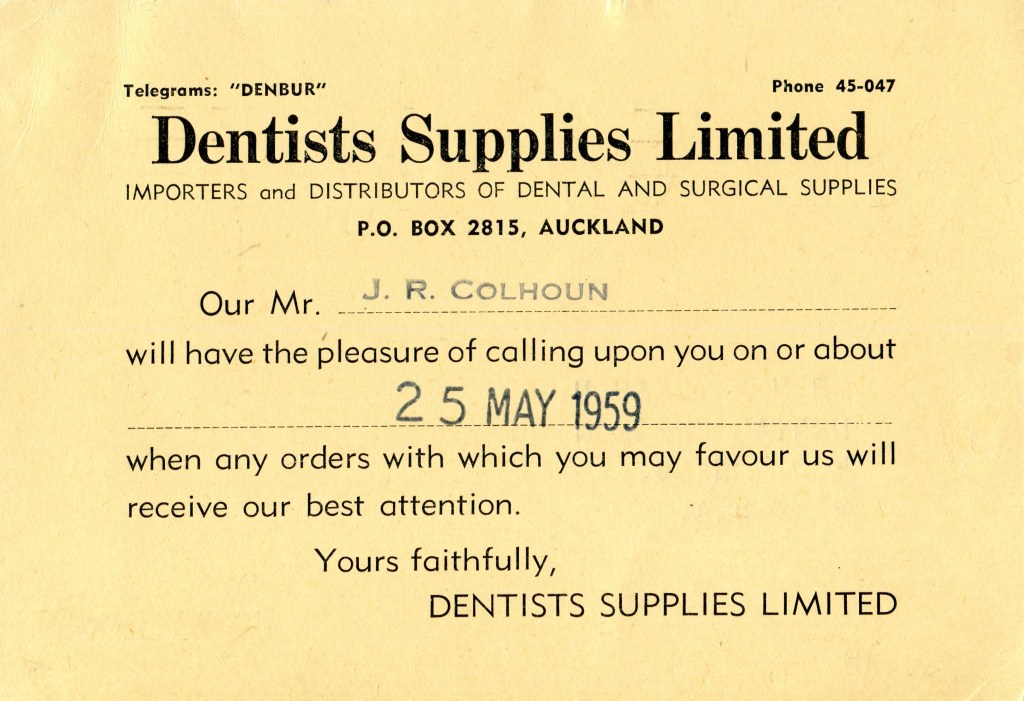 Telegrams: "DENBUR"
Phone 45-047
Dentists Supplies Limited
IMPORTERS and DISTRIBUTORS OF DENTAL AND SURGICAL SUPPLIES
P.O. BOX 2815, AUCKLAND
Our Mr. J. R. COLHOUN
will have the pleasure of calling upon you on or about
25 MAY 1959
when any orders with which you may favour us will
receive our best attention.
Yours faithfully,
DENTISTS SUPPLIES LIMITED